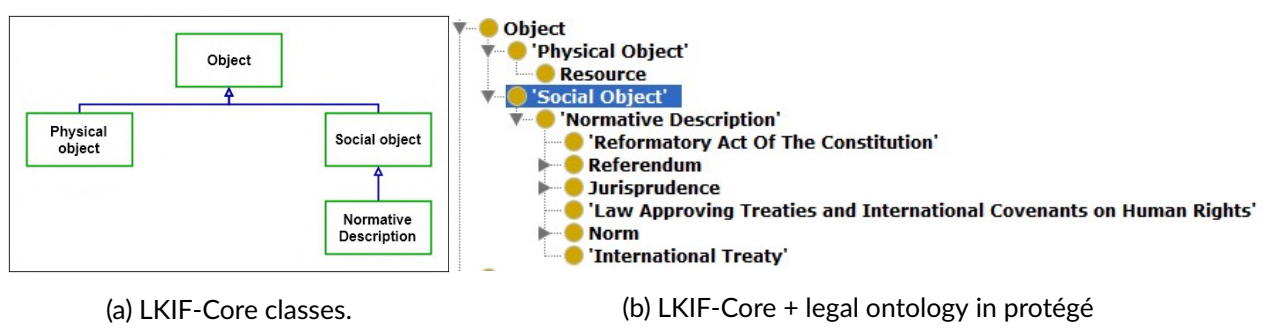 Object
Physical
object
Social object
Normative
Description
Object
'Physical Object'
Resource
'Social Object'
'Normative Description'
'Reformatory Act Of The Constitution'
Referendum
Jurisprudence
'Law Approving Treaties and International Covenants on Human Rights'
Norm
'International Treaty'
(a) LKIF-Core classes.
(b) LKIF-Core + legal ontology in protégé